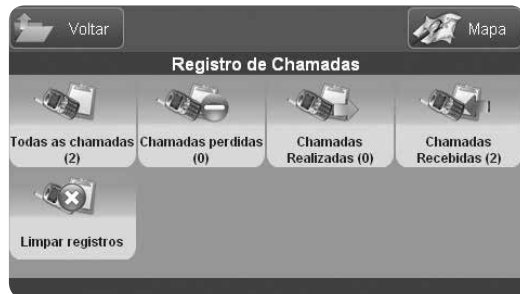 Voltar
Mapa
Registro de Chamadas
Todas as chamadas
(2)
Chamadas perdidas
(0)
Chamadas
Realizadas (0)
Chamadas
Recebidas (2)
Limpar registros